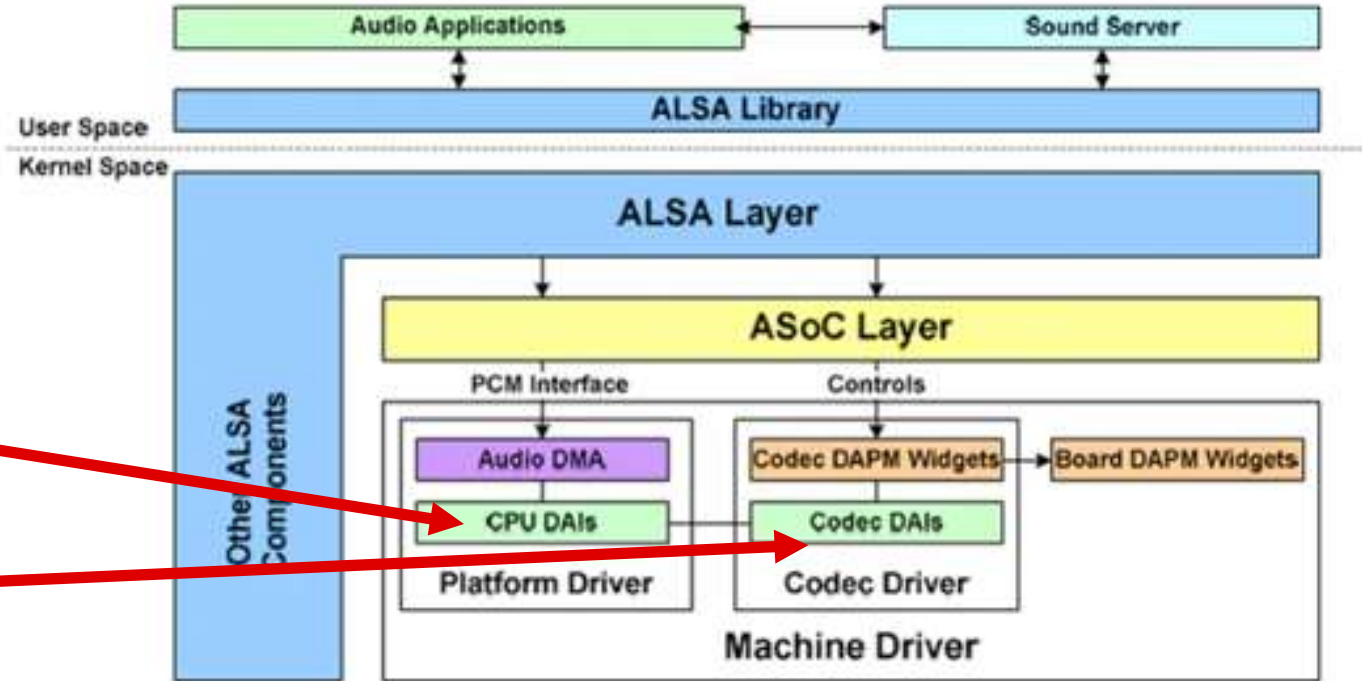 Audio Applications
Sound Server
ALSA Library
User Space
Kernel Space
ALSA Layer
ASoC Layer
PCM Interface
Controls
Other ALSA
Components
Audio DMA
Codec DAPM Widgets
Board DAPM Widgets
CPU DAIs
Codec DAIs
Platform Driver
Codec Driver
Machine Driver